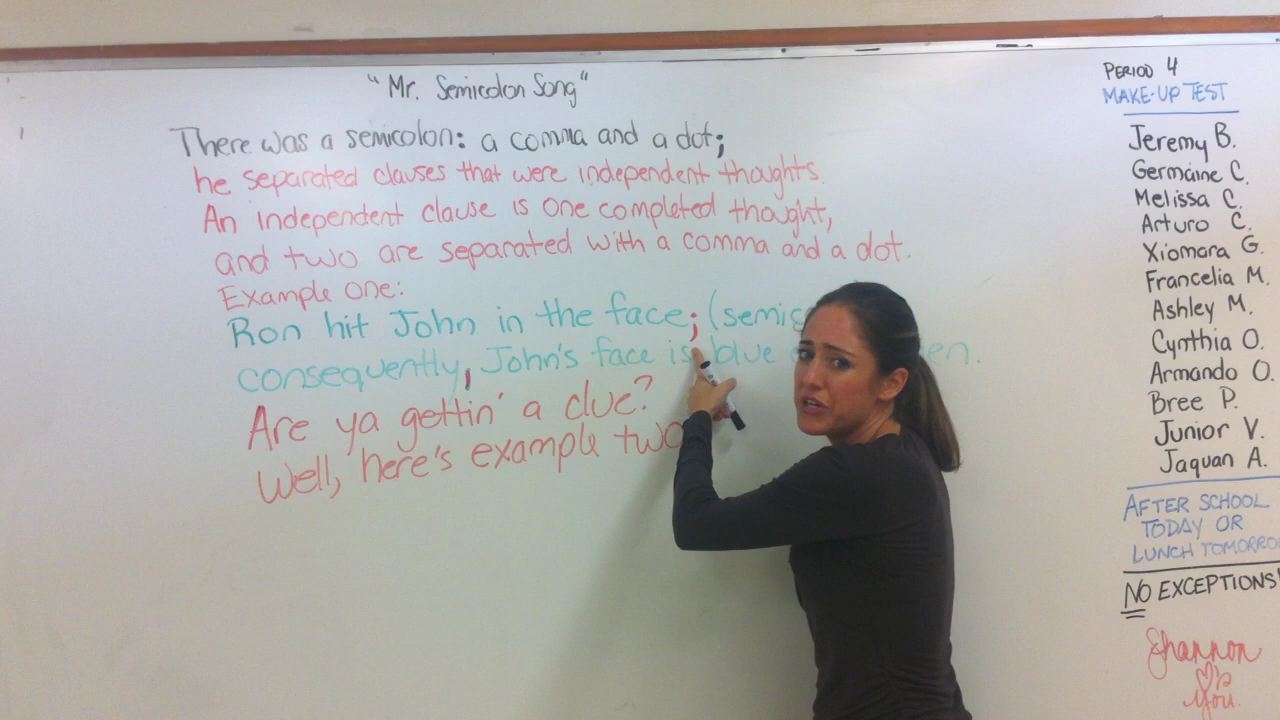 "Mr. Semicolon Song"
There was a semicolon: a comma and a dot;
he separated clauses that were independent thoughts.
An independent clause is one completed thought,
and two are separated with a comma and a dot.
Example one:
Ron hit John in the face; (semic
consequently, John's face is blue en.
Are ya gettin' a clue?
Well, here's example two
PERIOD 4
MAKE-UP TEST
Jeremy B.
Germaine C.
Melissa C.
Arturo C.
Xiomara G.
Francelia M.
Ashley M.
Cynthia O.
Armando O.
Bree P.
Junior V.
Jaquan A.
AFTER SCHOOL
TODAY OR
LUNCH TOMORRO
NO EXCEPTIONS!
Shannon
♡'s
You.